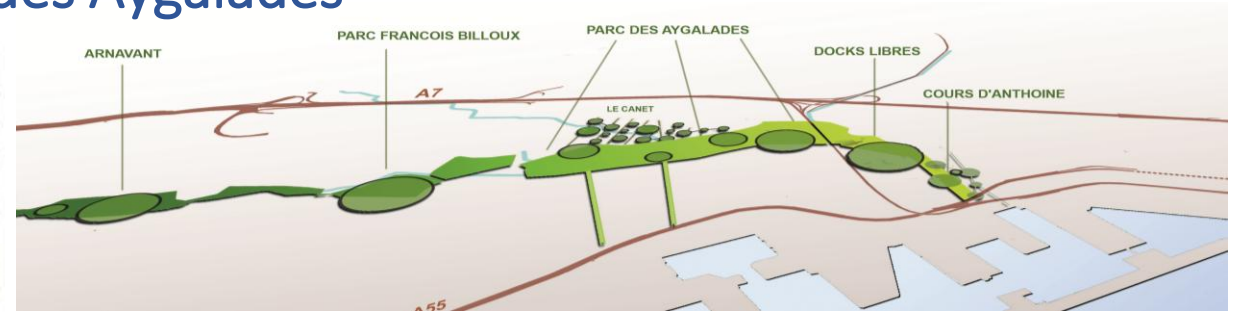 des Aygalades
ARNAVANT
PARC FRANCOIS BILLOUX
PARC DES AYGALADES
DOCKS LIBRES
COURS D'ANTHOINE
A7
LE CANET
A55